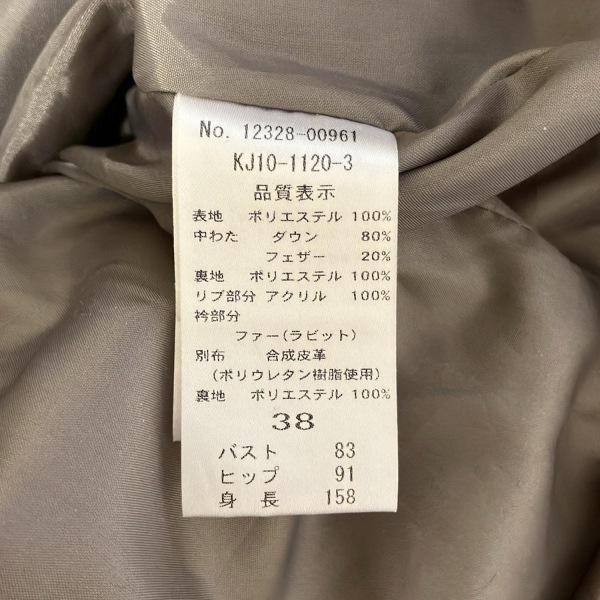 No. 12328-00961
KJ10-1120-3
品質表示
表地 ポリエステル 100%
中わた ダウン 80%
フェザー 20%
裏地 ポリエステル 100%
リブ部分 アクリル 100%
衿部分
ファー(ラビット)
別布 合成皮革
(ポリウレタン樹脂使用)
裏地 ポリエステル 100%
38
バスト 83
ヒップ 91
身長 158